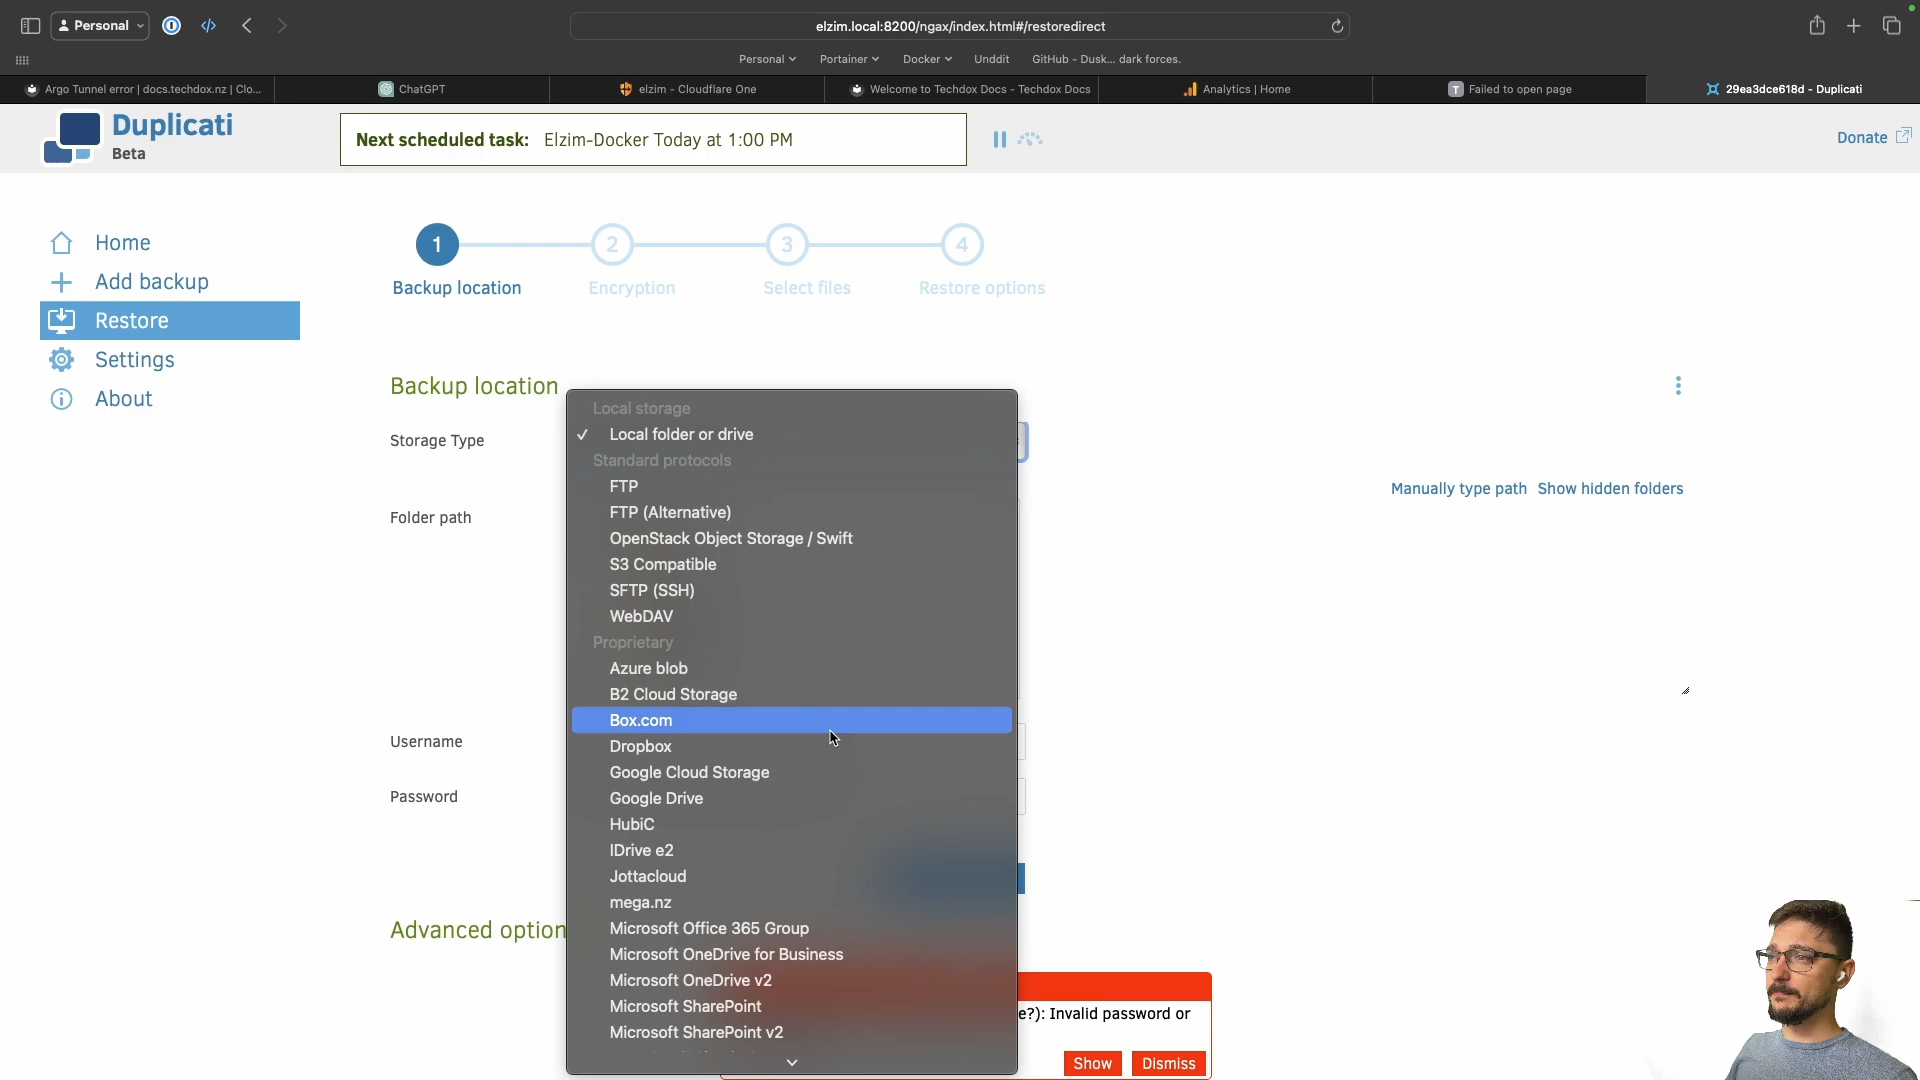 Personal
elzim.local:8200/ngax/index.html#/restoredirect
Personal
Portainer
Docker
Unddit
GitHub - Dusk... dark forces.
Argo Tunnel error | docs.techdox.nz | Clo...
ChatGPT
elzim - Cloudflare One
Welcome to Techdox Docs - Techdox Docs
Analytics | Home
T
Failed to open page
29ea3dce618d - Duplicati
Duplicati
Beta
Next scheduled task: Elzim-Docker Today at 1:00 PM
Donate
Home
Add backup
Restore
Settings
About
1
2
3
4
Backup location
Encryption
Select files
Restore options
Backup location
Storage Type
Local storage
✓ Local folder or drive
Standard protocols
FTP
FTP (Alternative)
OpenStack Object Storage / Swift
S3 Compatible
SFTP (SSH)
WebDAV
Proprietary
Azure blob
B2 Cloud Storage
Box.com
Dropbox
Google Cloud Storage
Google Drive
HubiC
IDrive e2
Jottacloud
mega.nz
Microsoft Office 365 Group
Microsoft OneDrive for Business
Microsoft OneDrive v2
Microsoft SharePoint
Microsoft SharePoint v2
Manually type path
Show hidden folders
Folder path
Username
Password
Advanced option
e?): Invalid password or
Show
Dismiss